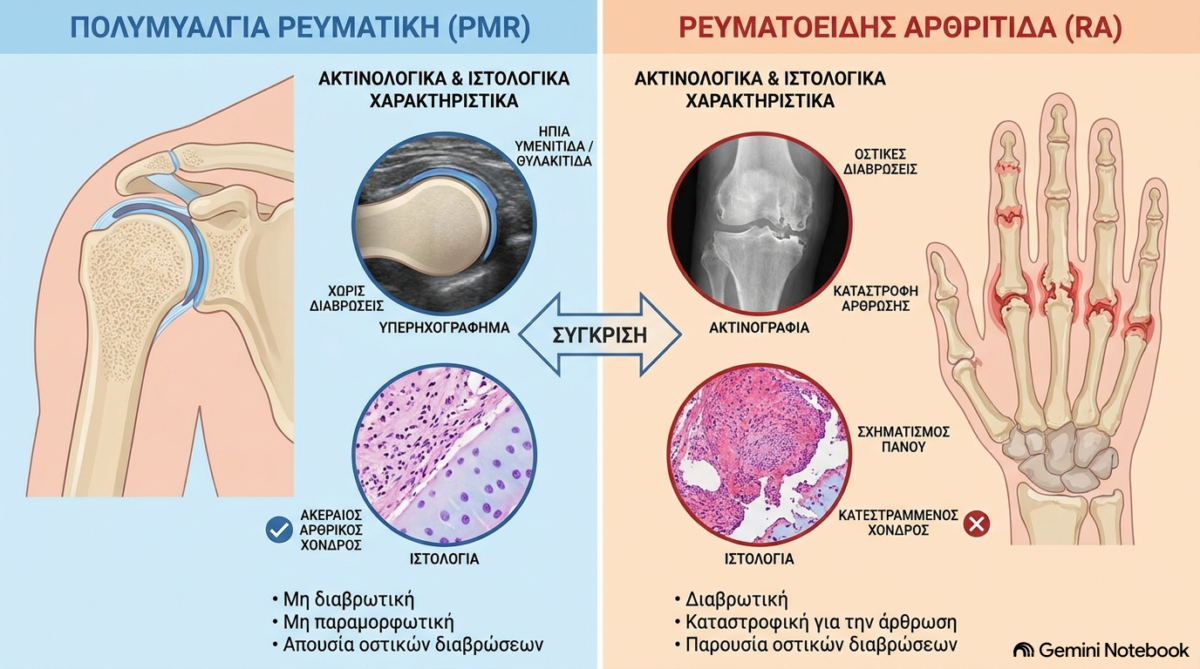 ΠΟΛΥΜΥΑΛΓΙΑ ΡΕΥΜΑΤΙΚΗ (PMR)
ΑΚΤΙΝΟΛΟΓΙΚΑ & ΙΣΤΟΛΟΓΙΚΑ
ΧΑΡΑΚΤΗΡΙΣΤΙΚΑ
ΗΠΙΑ
ΥΜΕΝΙΤΙΔΑ /
ΘΥΛΑΚΙΤΙΔΑ
ΧΩΡΙΣ
ΔΙΑΒΡΩΣΕΙΣ
ΥΠΕΡΗΧΟΓΡΑΦΗΜΑ
ΑΚΕΡΑΙΟΣ
ΑΡΘΡΙΚΟΣ
ΧΟΝΔΡΟΣ
ΙΣΤΟΛΟΓΙΑ
• Μη διαβρωτική
• Μη παραμορφωτική
• Απουσία οστικών διαβρώσεων
ΣΥΓΚΡΙΣΗ
ΡΕΥΜΑΤΟΕΙΔΗΣ ΑΡΘΡΙΤΙΔΑ (RA)
ΑΚΤΙΝΟΛΟΓΙΚΑ & ΙΣΤΟΛΟΓΙΚΑ
ΧΑΡΑΚΤΗΡΙΣΤΙΚΑ
ΟΣΤΙΚΕΣ
ΔΙΑΒΡΩΣΕΙΣ
ΚΑΤΑΣΤΡΟΦΗ
ΑΡΘΡΩΣΗΣ
ΑΚΤΙΝΟΓΡΑΦΙΑ
ΣΧΗΜΑΤΙΣΜΟΣ
ΠΑΝΟΥ
ΚΑΤΕΣΤΡΑΜΜΕΝΟΣ
ΧΟΝΔΡΟΣ
ΙΣΤΟΛΟΓΙΑ
• Διαβρωτική
• Καταστροφική για την άρθρωση
• Παρουσία οστικών διαβρώσεων
Gemini Notebook